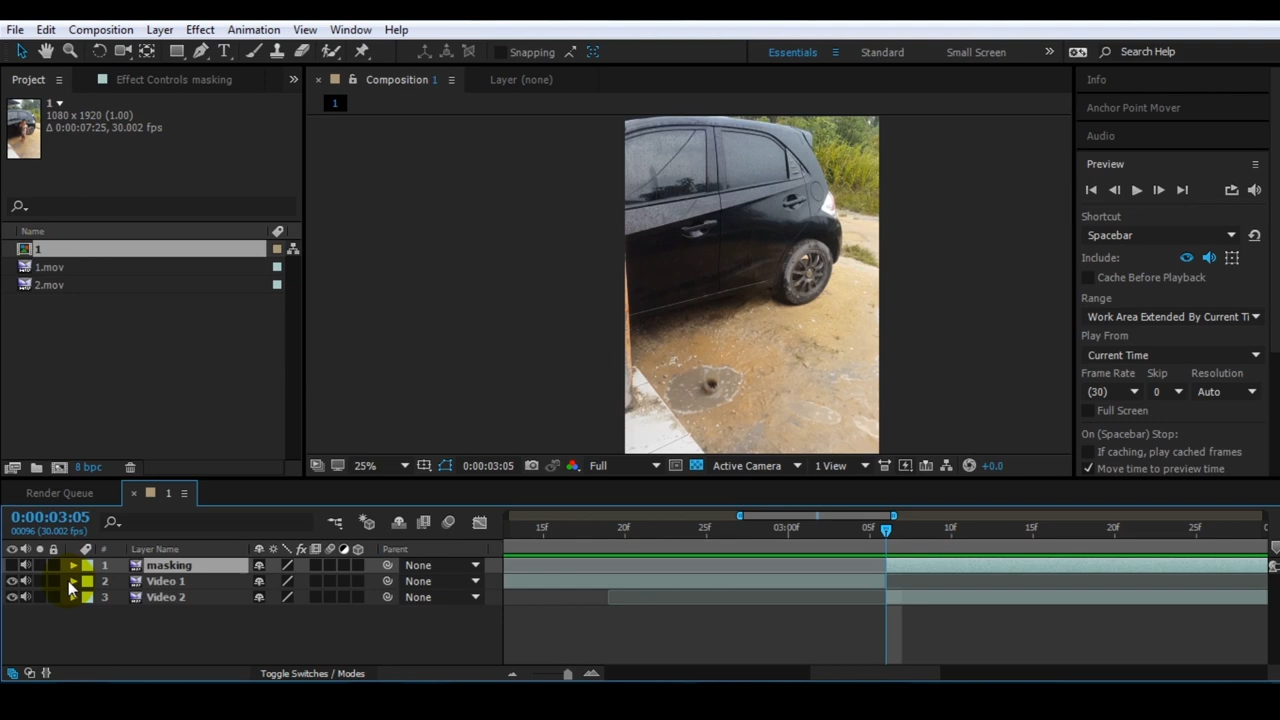 File Edit Composition Layer Effect Animation View Window Help
Snapping Essentials Standard Small Screen » Search Help
Project Effect Controls masking »
1
1080 x 1920 (1.00)
Δ 0:00:07:25, 30.002 fps
Name
1
1.mov
2.mov
8 bpc
Composition 1 Layer (none)
1
25% 0:00:03:05 Full Active Camera 1 View +0.0
Info
Anchor Point Mover
Audio
Preview
Shortcut
Spacebar
Include:
Cache Before Playback
Range
Work Area Extended By Current Ti
Play From
Current Time
Frame Rate Skip Resolution
(30) 0 Auto
Full Screen
On (Spacebar) Stop:
If caching, play cached frames
Move time to preview time
Render Queue 1
0:00:03:05
00096 (30.002 fps)
15f 20f 25f 03:00f 05f 10f 15f 20f 25f
# Layer Name fx Parent
1 masking None
2 Video 1 None
3 Video 2 None
Toggle Switches / Modes